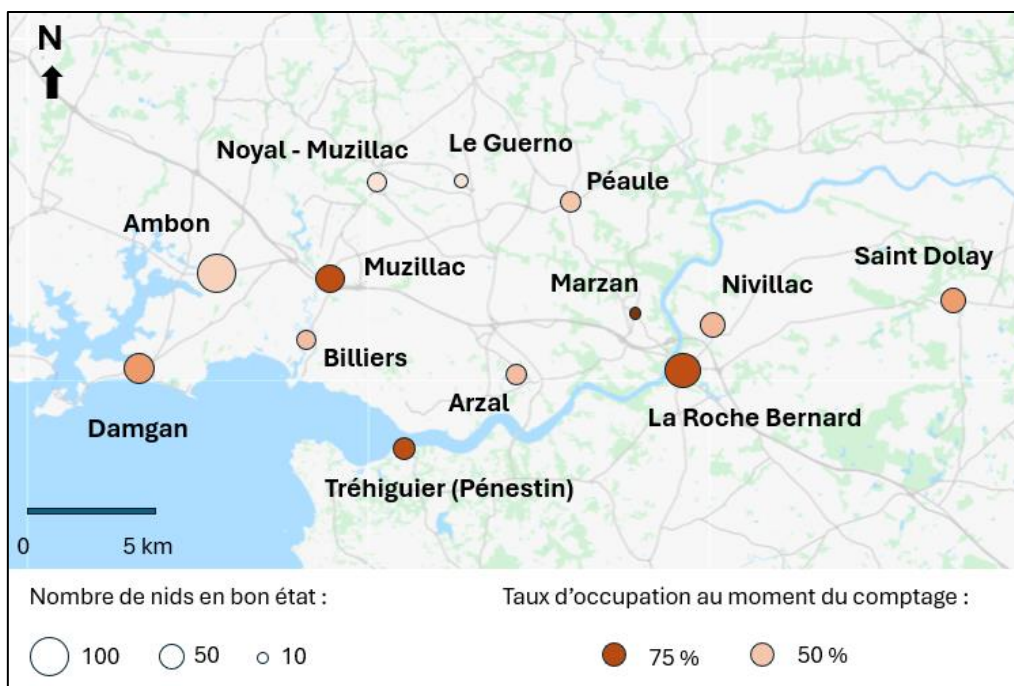 N
Noyal - Muzillac
Le Guerno
Péaule
Ambon
Muzillac
Marzan
Nivillac
Saint Dolay
Billiers
Arzal
La Roche Bernard
Damgan
Tréhiguier (Pénestin)
0 5 km
Nombre de nids en bon état :
100 50 10
Taux d’occupation au moment du comptage :
75 % 50 %